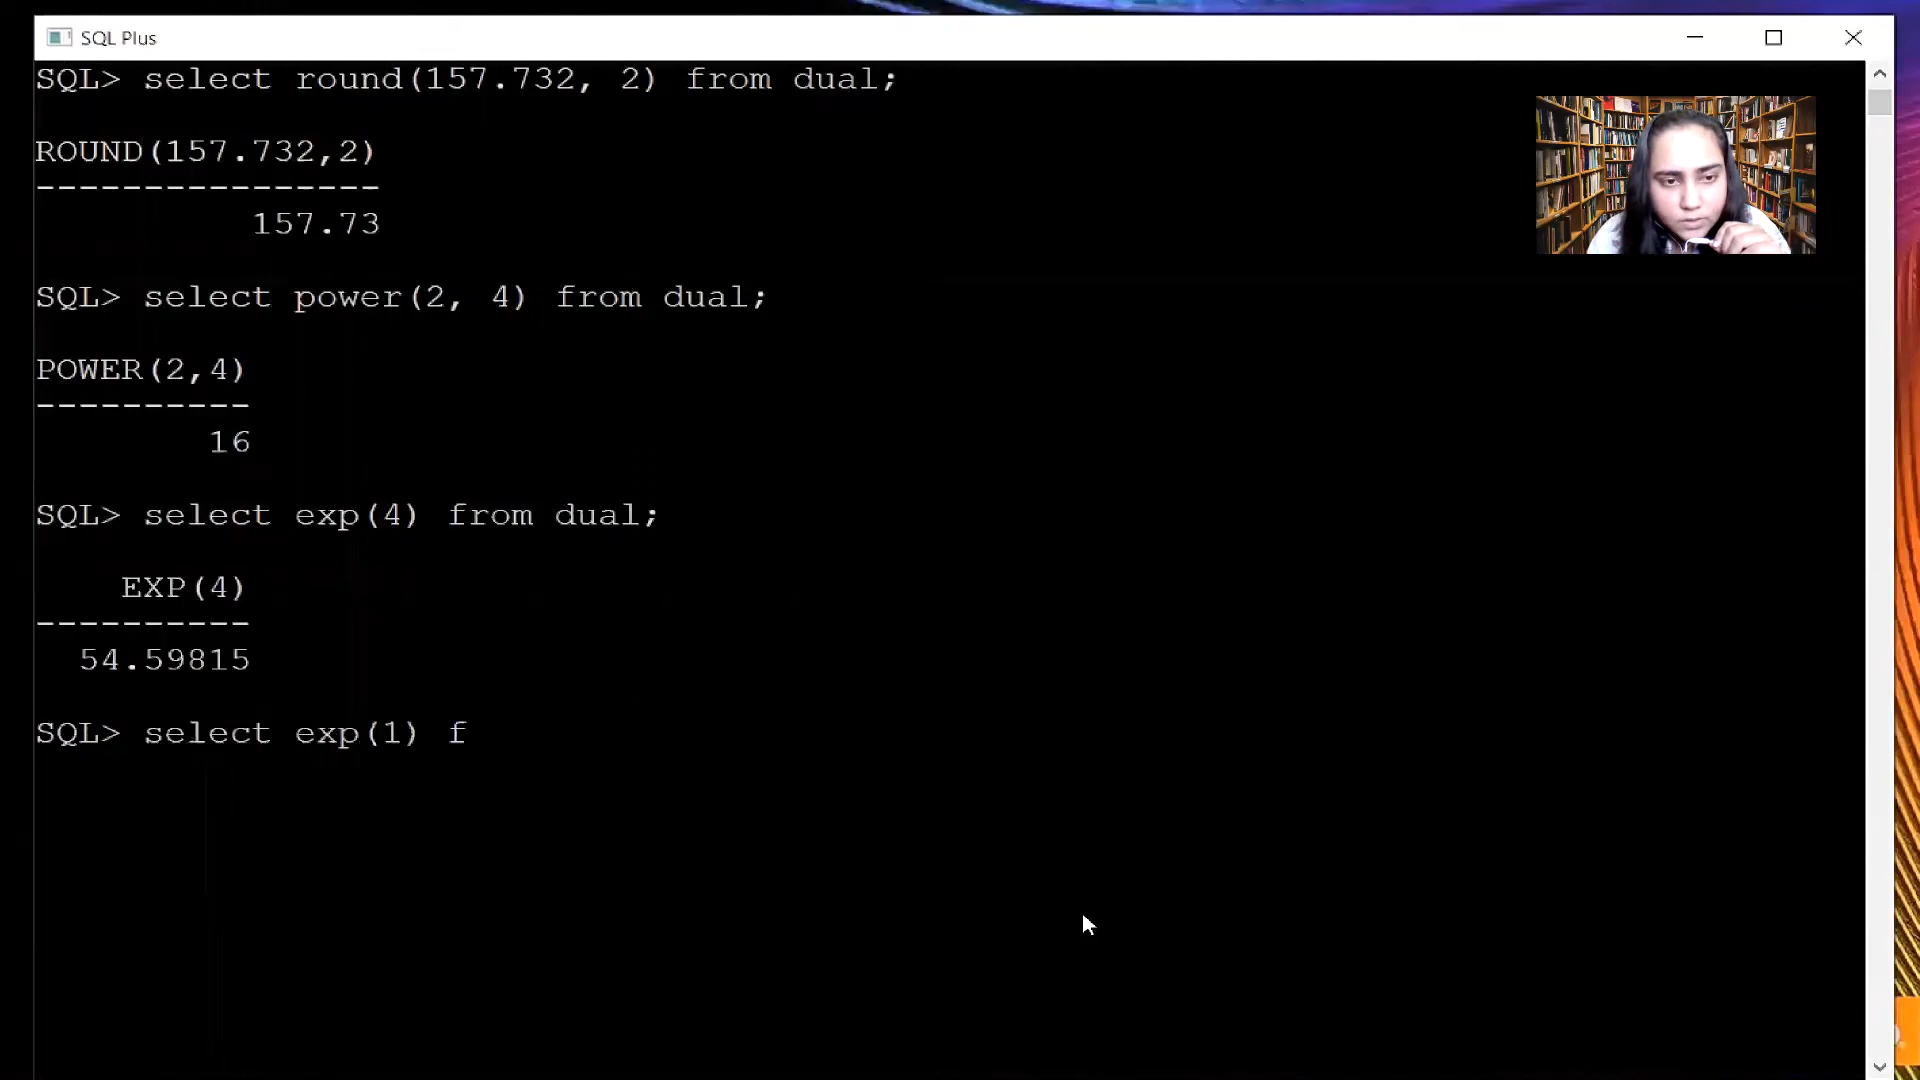 SQL Plus
SQL> select round(157.732, 2) from dual;
ROUND(157.732,2)
----------------
157.73
SQL> select power(2, 4) from dual;
POWER(2,4)
----------
16
SQL> select exp(4) from dual;
EXP(4)
----------
54.59815
SQL> select exp(1) f